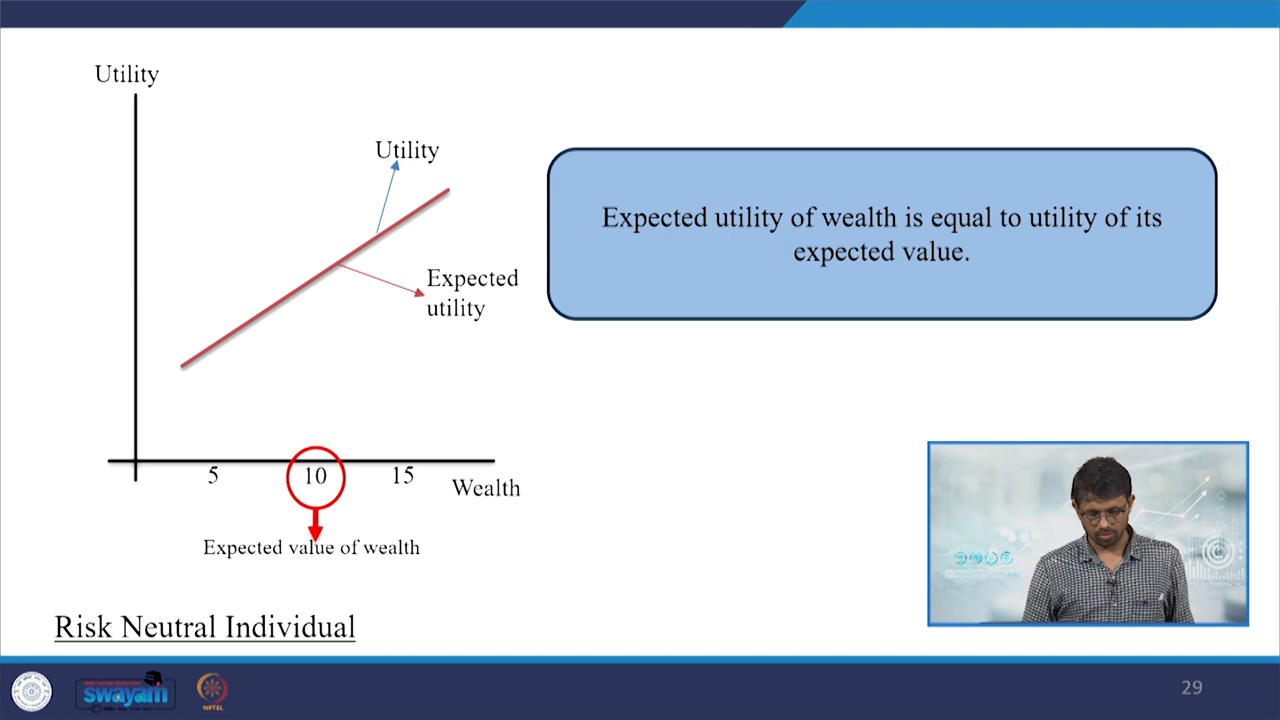 Utility
Utility
Expected
utility
Expected utility of wealth is equal to utility of its
expected value.
5
10
15
Wealth
Expected value of wealth
Risk Neutral Individual
swayam
NPTEL
29